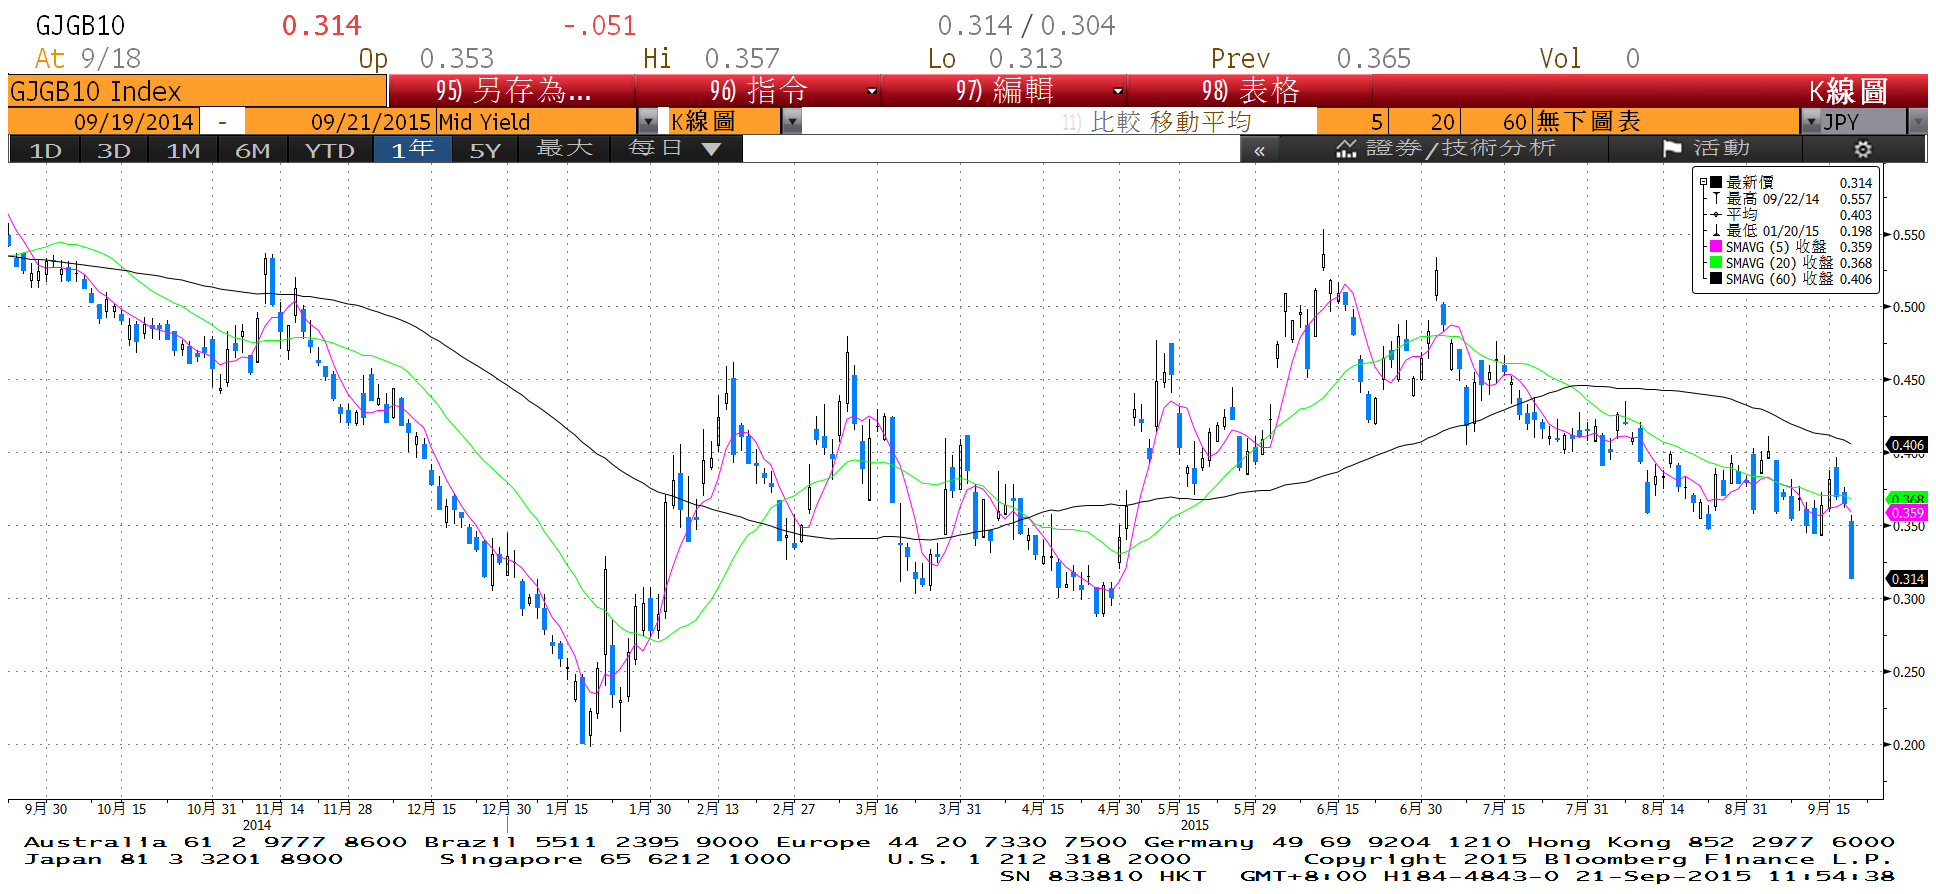 GJGB10 0.314 -.051 0.314 / 0.304
At 9/18 Op 0.353 Hi 0.357 Lo 0.313 Prev 0.365 Vol 0
GJGB10 Index 95) 另存為... 96) 指令 97) 編輯 98) 表格 K線圖
09/19/2014 - 09/21/2015 Mid Yield K線圖 11) 比較 移動平均 5 20 60 無下圖表 JPY
1D 3D 1M 6M YTD 1年 5Y 最大 每日 ▼ « 證券/技術分析 活動
最新價 0.314
最高 09/22/14 0.557
平均 0.403
最低 01/20/15 0.198
SMAVG (5) 收盤 0.359
SMAVG (20) 收盤 0.368
SMAVG (60) 收盤 0.406
0.550
0.500
0.450
0.406
0.400
0.368
0.359
0.350
0.314
0.300
0.250
0.200
9月 30 10月 15 10月 31 11月 14 11月 28 12月 15 12月 30 1月 15 1月 30 2月 13 2月 27 3月 16 3月 31 4月 15 4月 30 5月 15 5月 29 6月 15 6月 30 7月 15 7月 31 8月 14 8月 31 9月 15
2014 2015
Australia 61 2 9777 8600 Brazil 5511 2395 9000 Europe 44 20 7330 7500 Germany 49 69 9204 1210 Hong Kong 852 2977 6000
Japan 81 3 3201 8900 Singapore 65 6212 1000 U.S. 1 212 318 2000 Copyright 2015 Bloomberg Finance L.P.
SN 833810 HKT GMT+8:00 H184-4843-0 21-Sep-2015 11:54:38